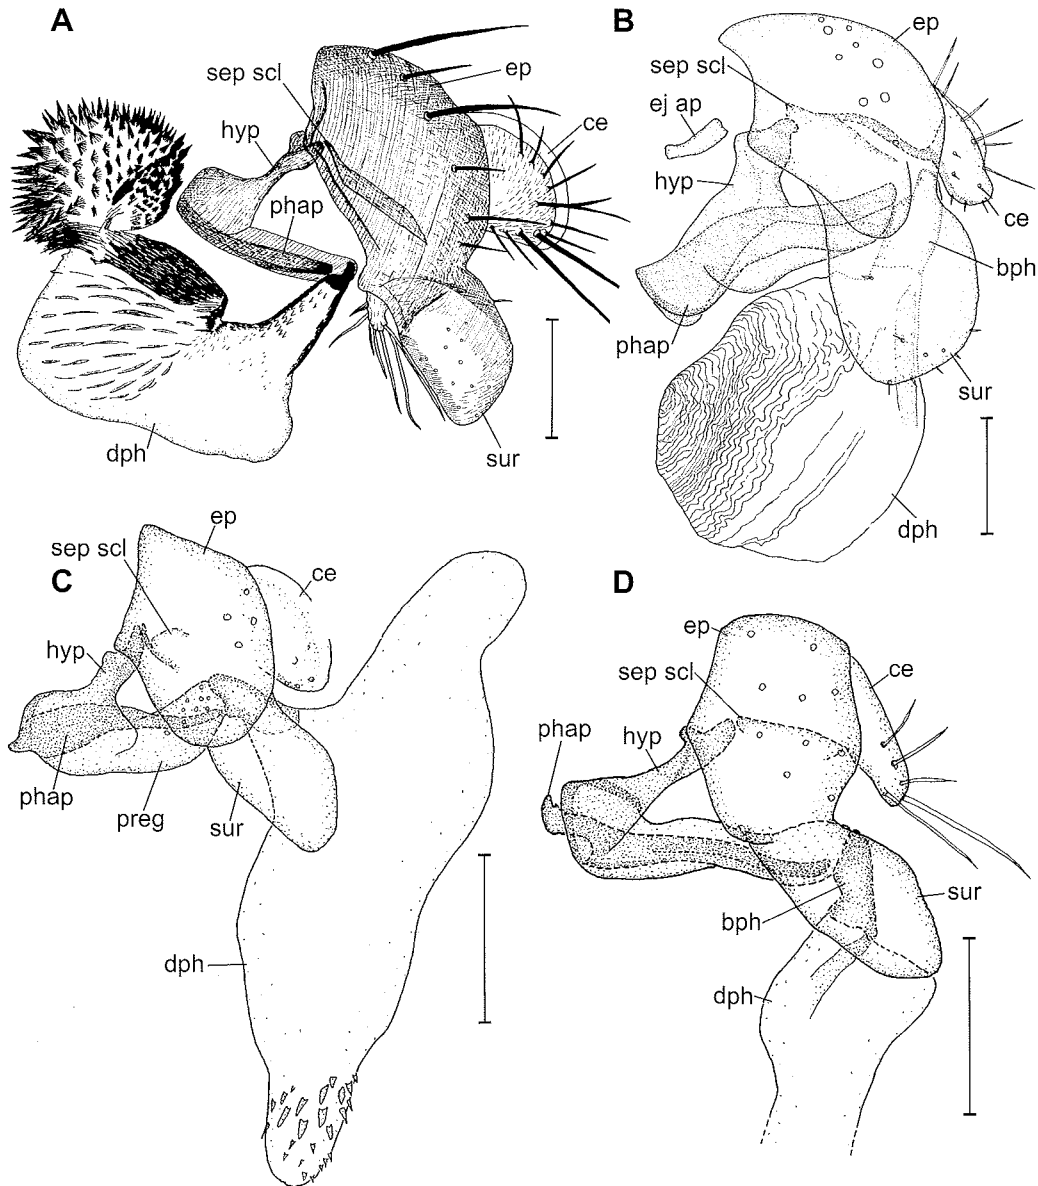 A
sep scl
ep
hyp
ce
phap
dph
sur
B
ep
sep scl
ej ap
hyp
ce
bph
phap
sur
dph
C
ep
sep scl
ce
hyp
phap
preg
sur
dph
D
ep
sep scl
ce
phap
hyp
sur
bph
dph